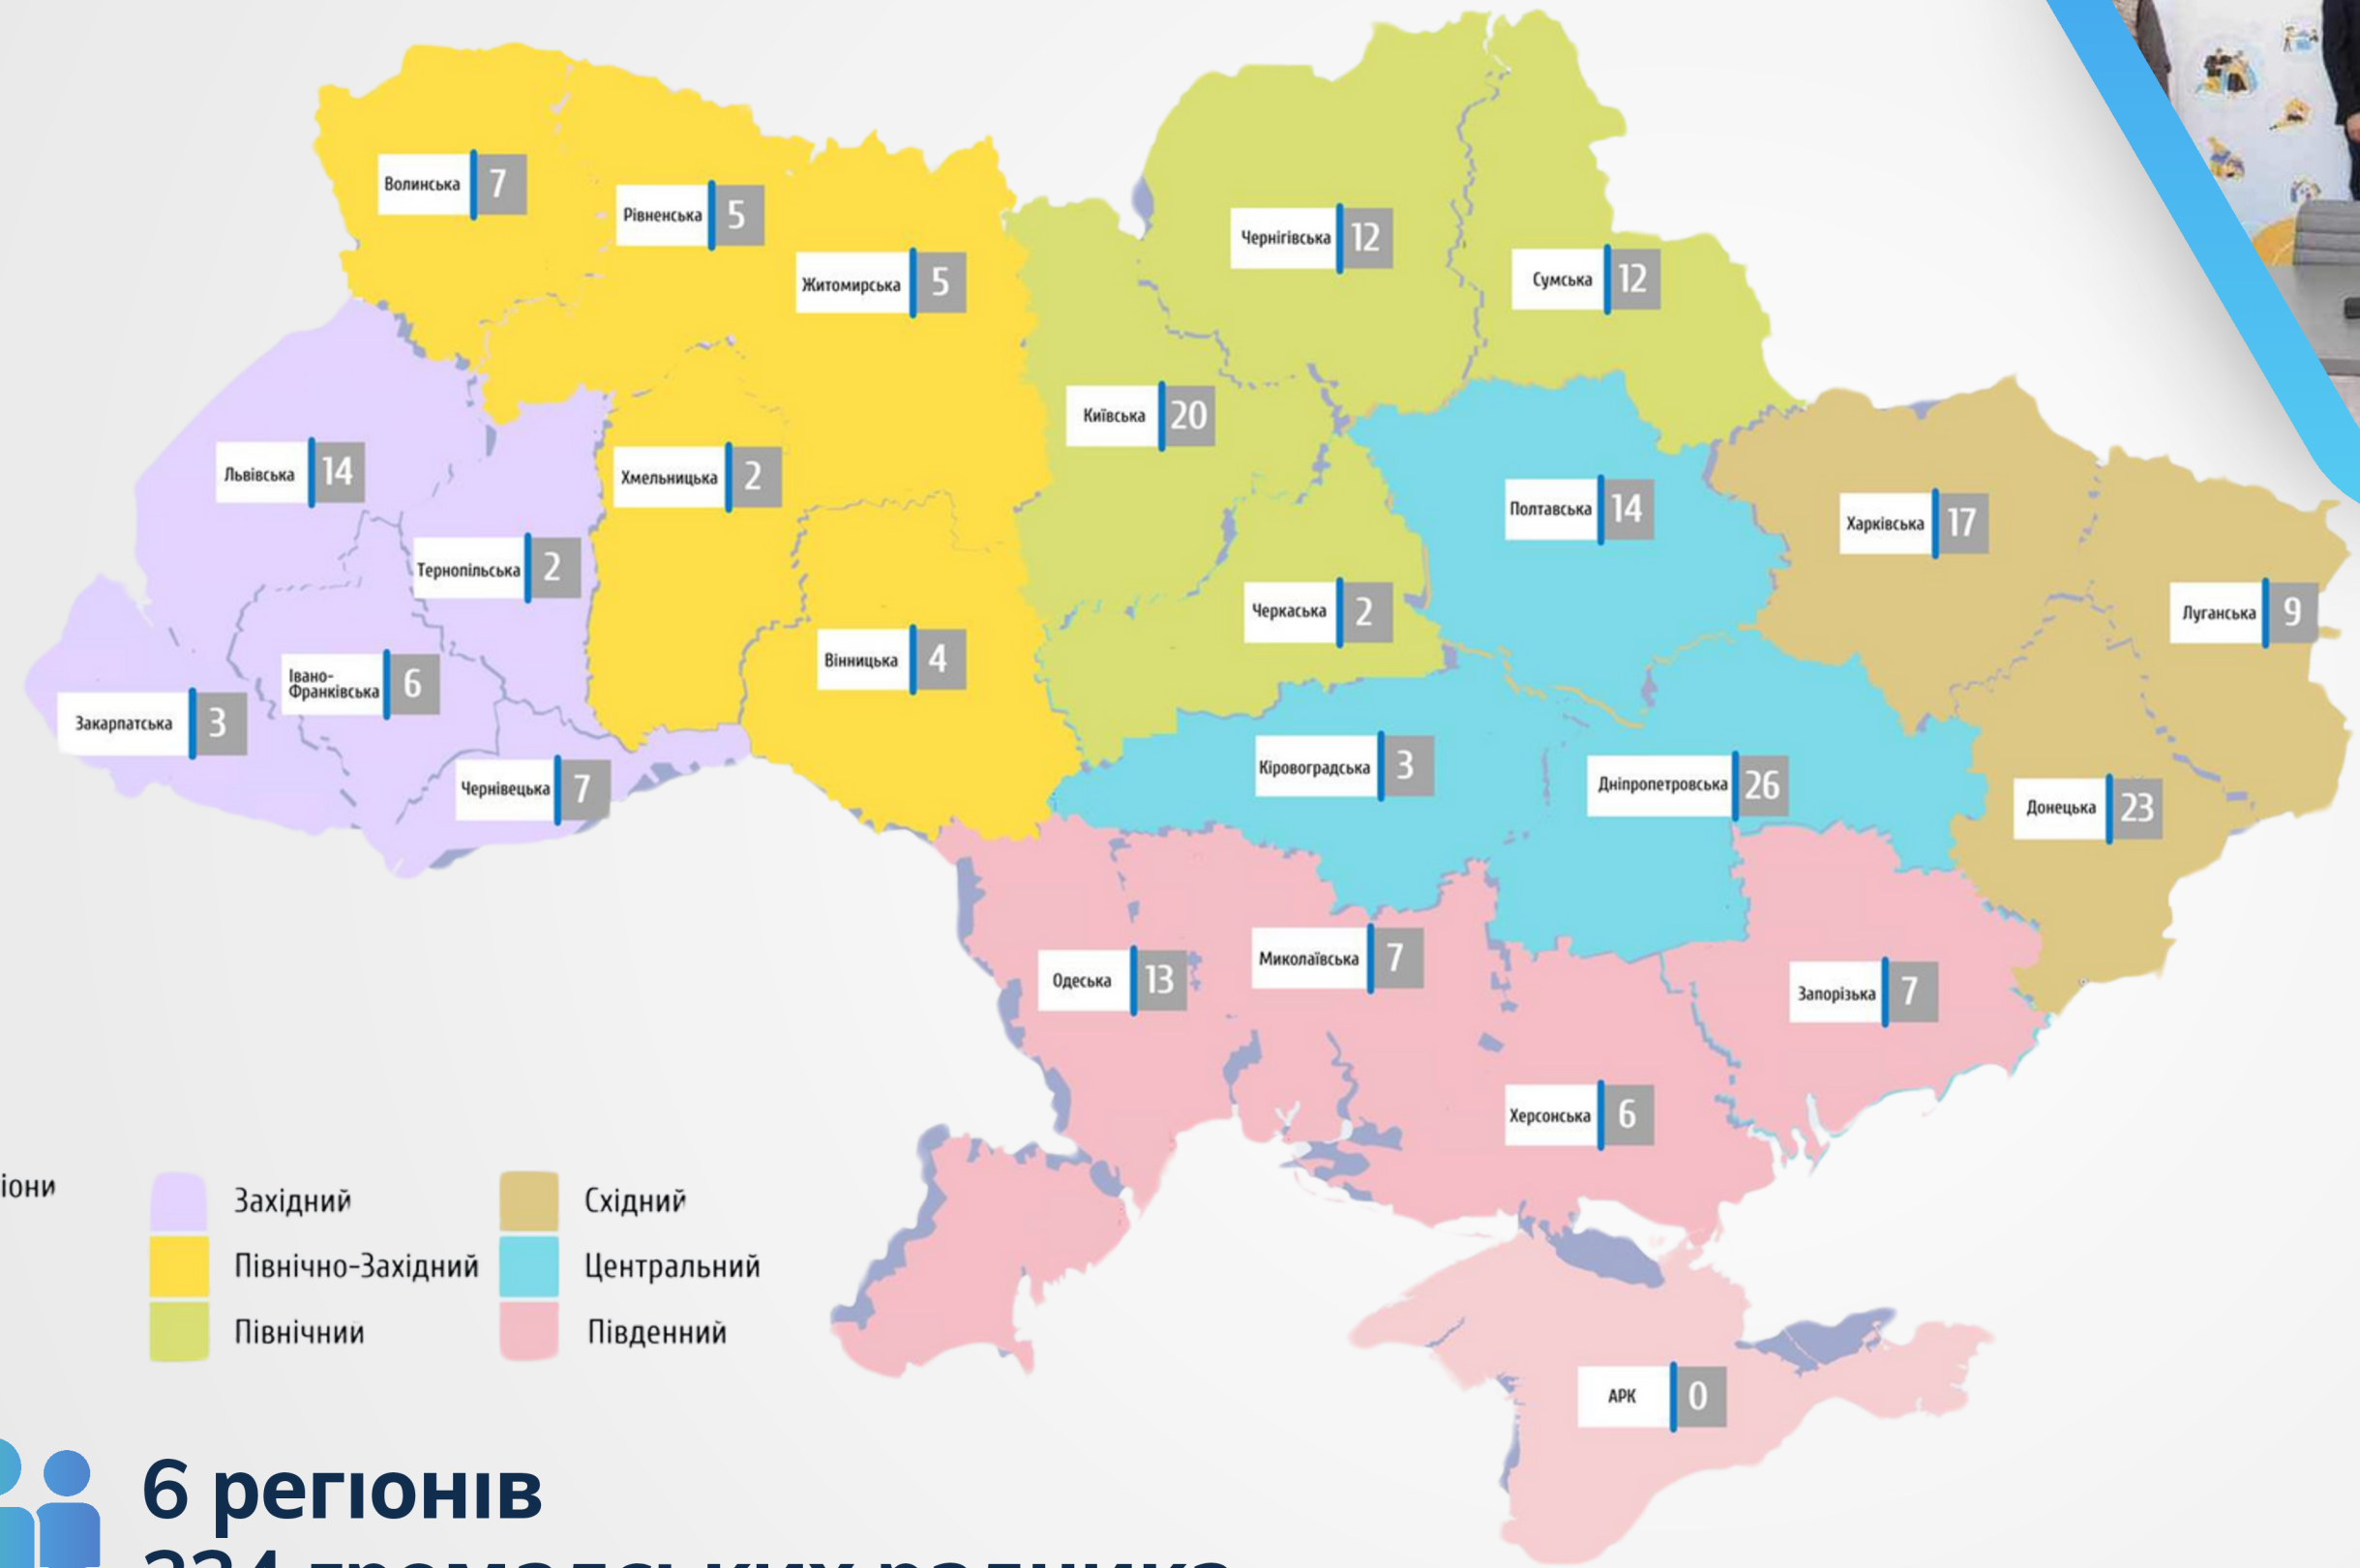 Волинська 7
Рівненська 5
Житомирська 5
Чернігівська 12
Сумська 12
Київська 20
Львівська 14
Хмельницька 2
Полтавська 14
Харківська 17
Тернопільська 2
Черкаська 2
Луганська 9
Вінницька 4
Івано-
Франківська 6
Закарпатська 3
Кіровоградська 3
Чернівецька 7
Дніпропетровська 26
Донецька 23
Миколаївська 7
Одеська 13
Запорізька 7
Херсонська 6
АРК 0
іони
Західний
Північно-Західний
Північний
Східний
Центральний
Південний
6 регіонів